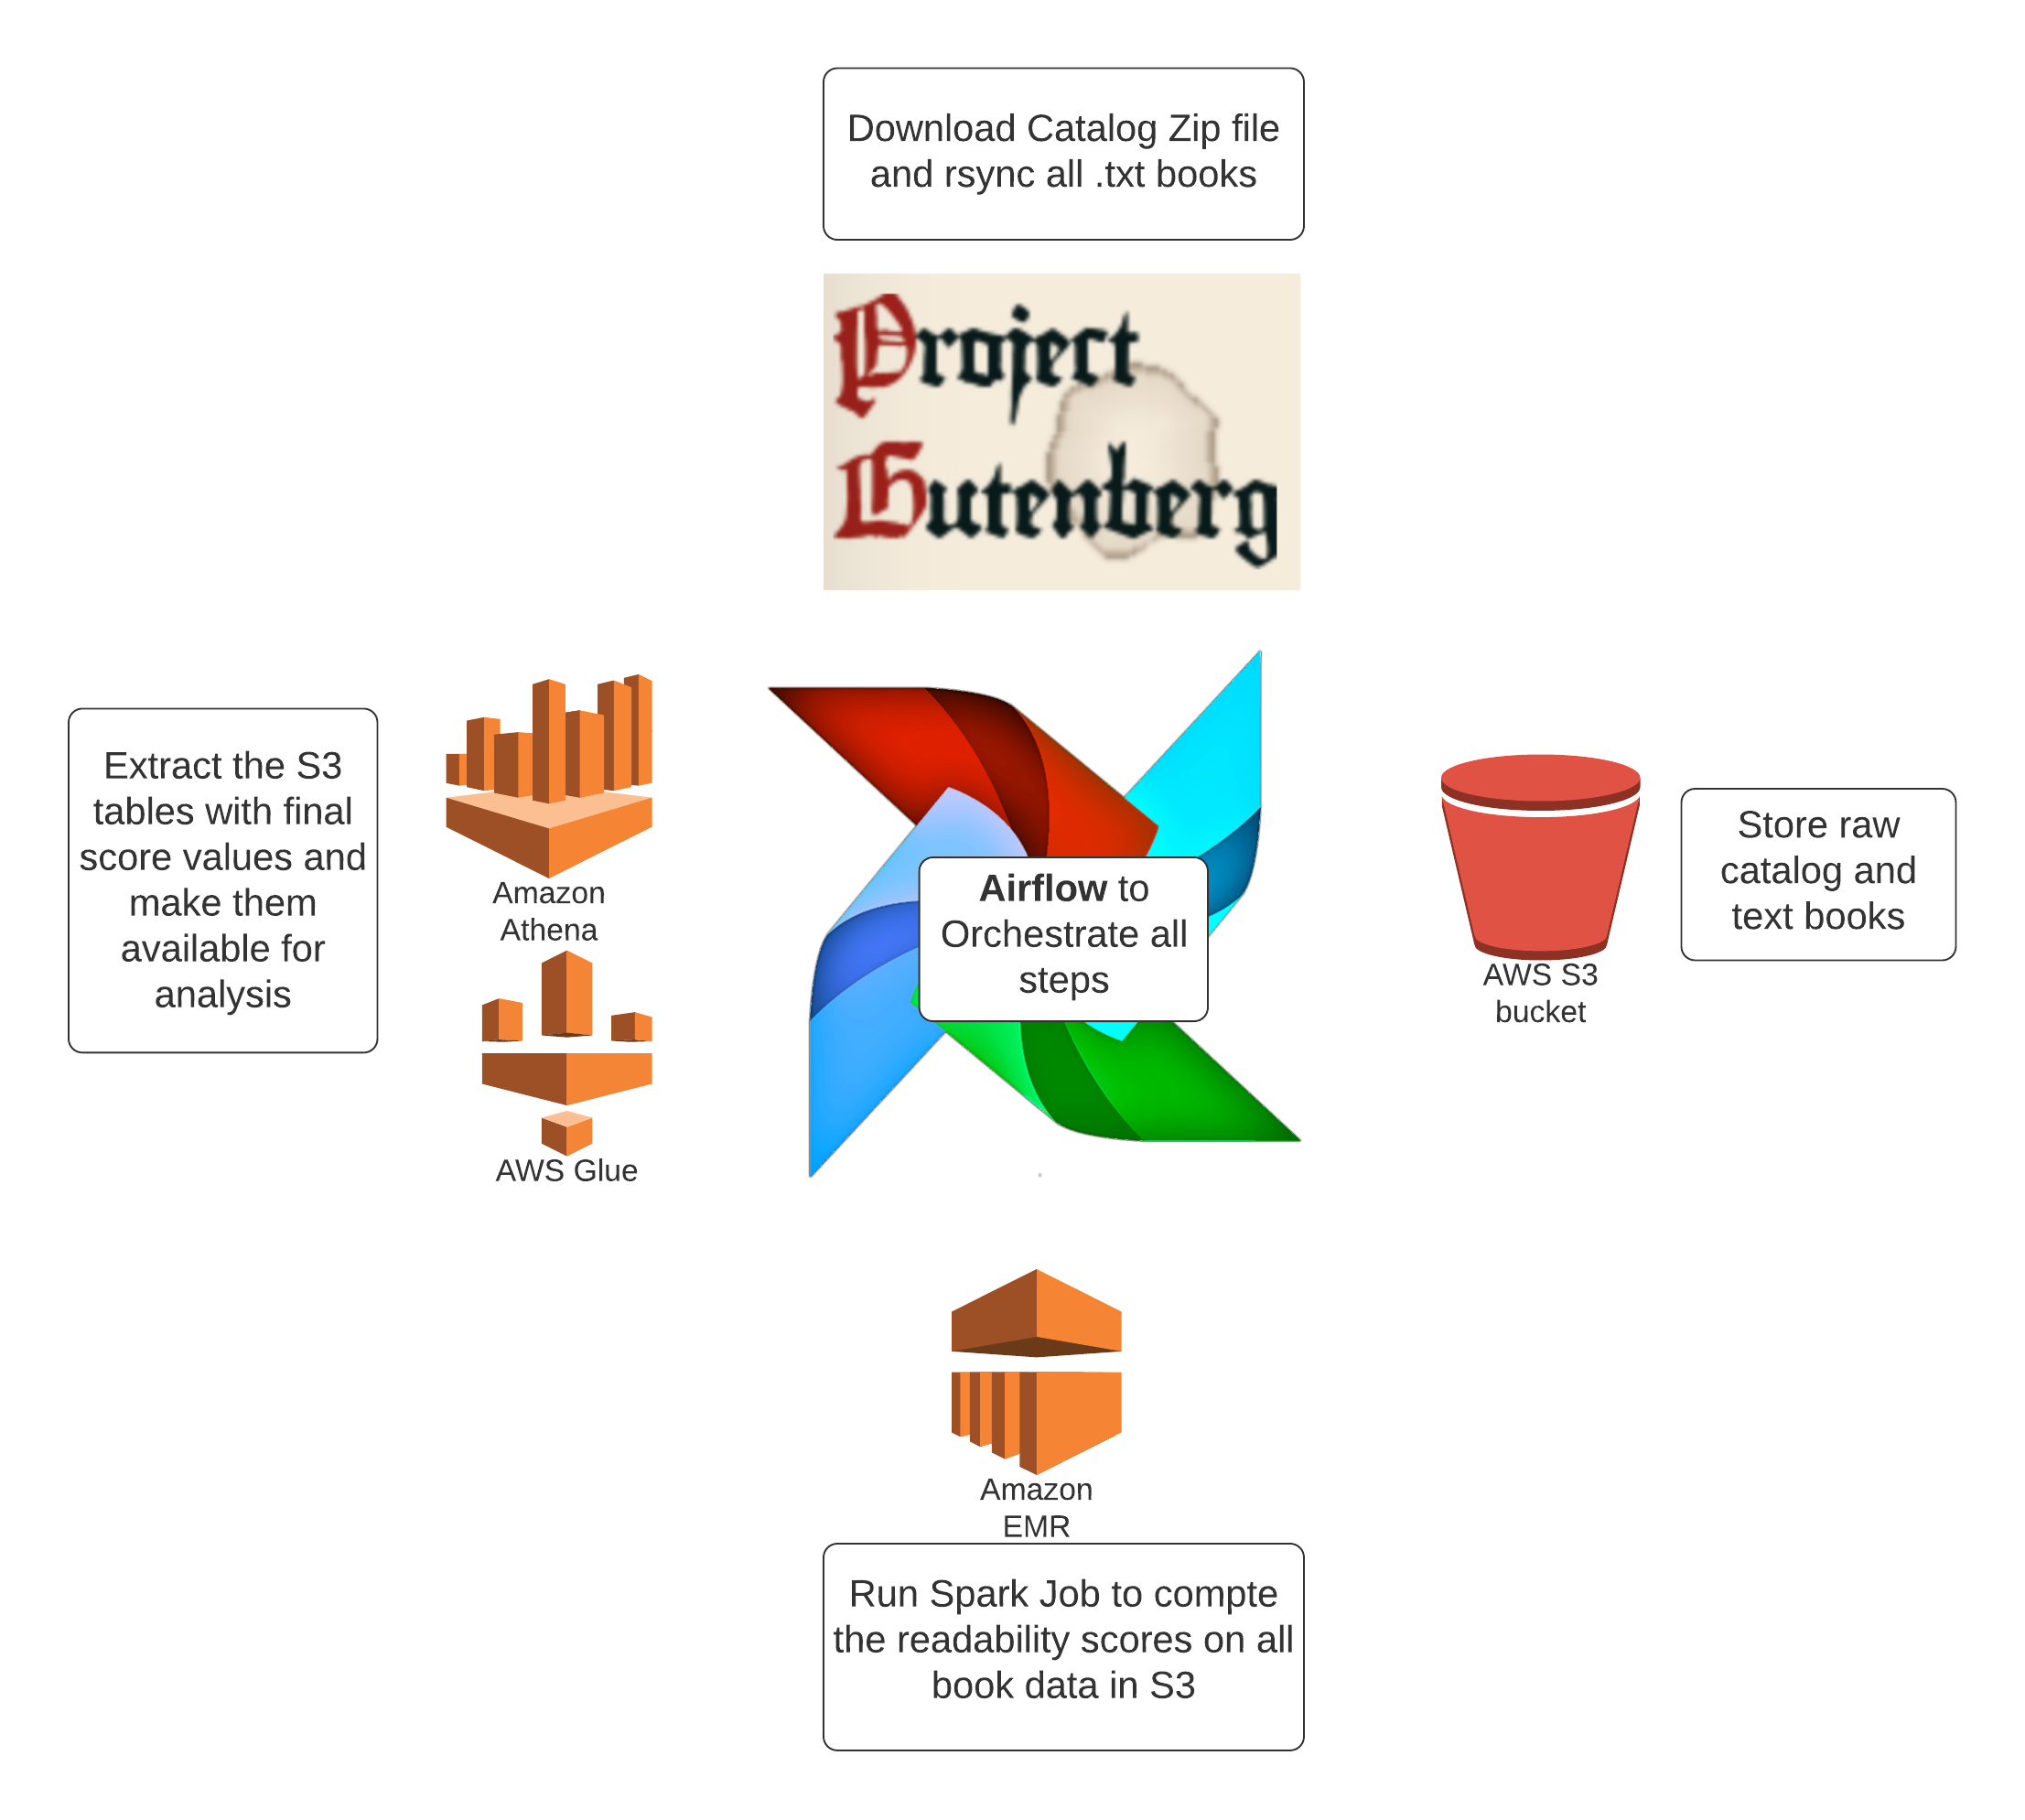 Download Catalog Zip file
and rsync all .txt books
Project
Gutenberg
Extract the S3
tables with final
score values and
make them
available for
analysis
Amazon
Athena
AWS Glue
Airflow to
Orchestrate all
steps
AWS S3
bucket
Store raw
catalog and
text books
Amazon
EMR
Run Spark Job to compte
the readability scores on all
book data in S3